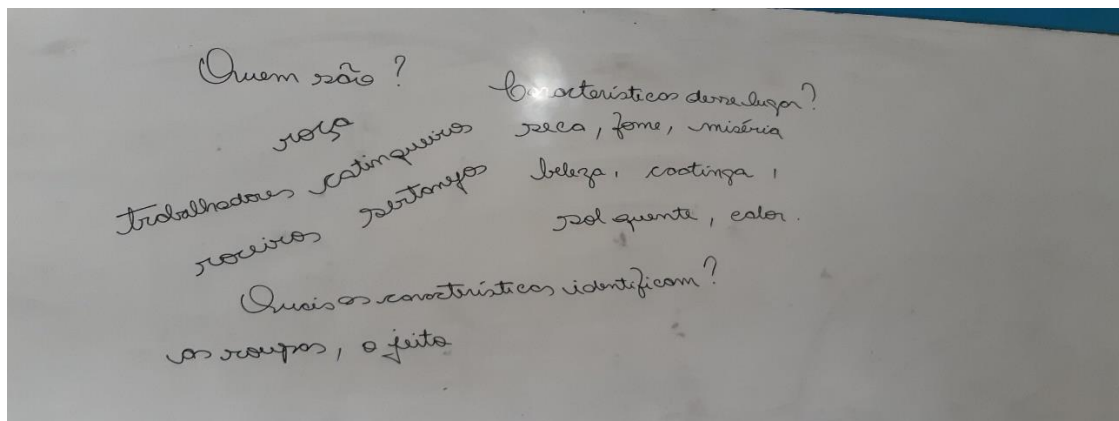 Quem são?
roça
trabalhadores catinqueiros
roceiros sertanejos
Características desse lugar?
seca, fome, miséria
beleza, caatinga,
sol quente, calor.
Quais as características identificam?
as roupas, o jeito